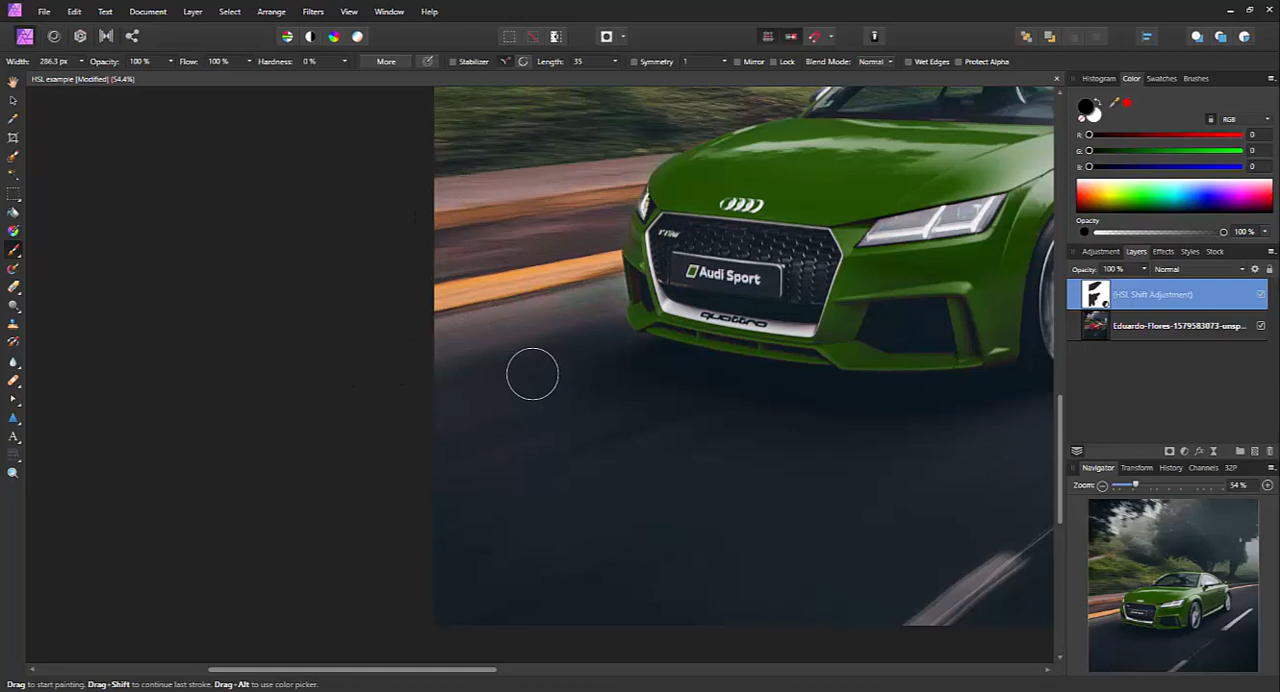 File Edit Text Document Layer Select Arrange Filters View Window Help
Width: 286.3 px Opacity: 100 % Flow: 100 % Hardness: 0 % More Stabilizer Length: 35 Symmetry 1 Mirror Lock Blend Mode: Normal Wet Edges Protect Alpha
HSL example [Modified] (54.4%)
Histogram Color Swatches Brushes
RGB
R: 0
G: 0
B: 0
Opacity
100 %
Adjustment Layers Effects Styles Stock
Opacity: 100 % Normal
(HSL Shift Adjustment)
Eduardo-Flores-1579583073-unsp...
Audi Sport
quattro
Navigator Transform History Channels 32P
Zoom: 54 %
Drag to start painting. Drag+Shift to continue last stroke. Drag+Alt to use color picker.